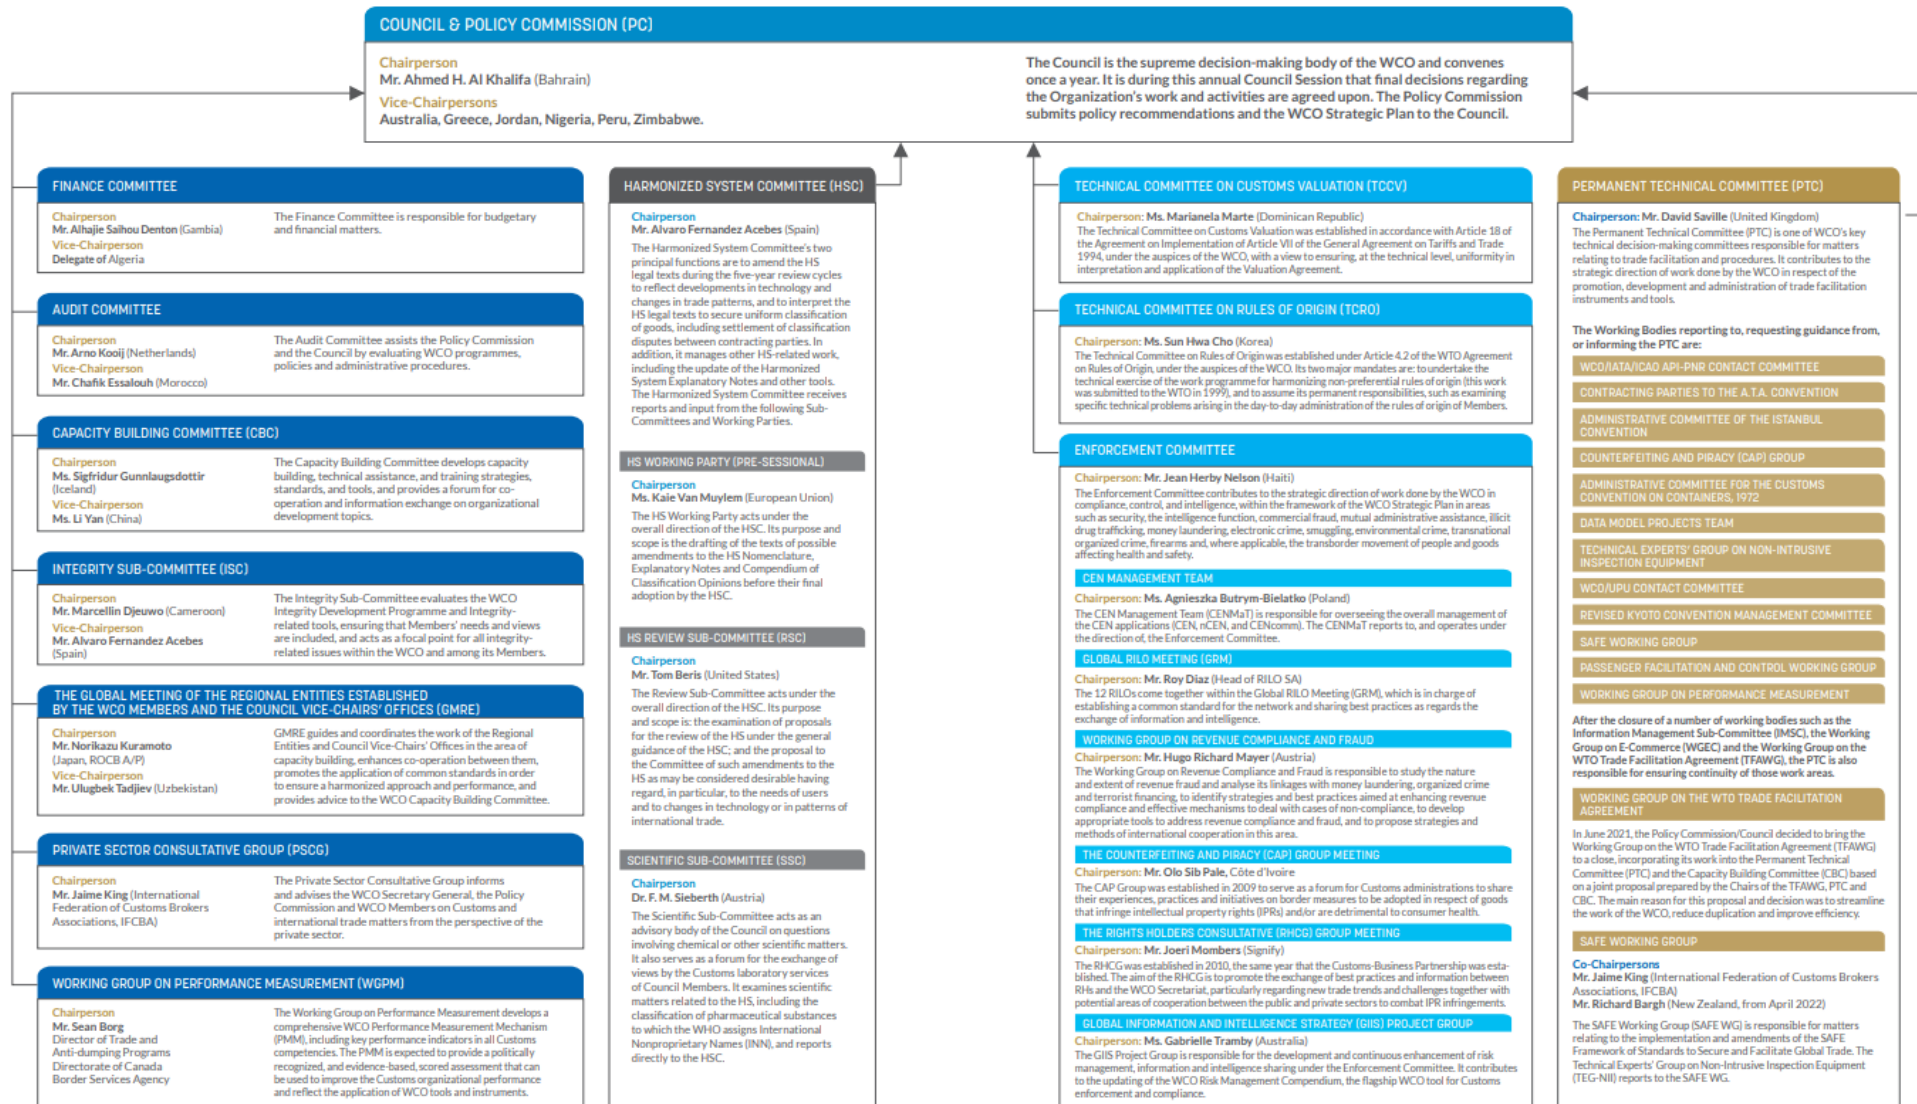 COUNCIL & POLICY COMMISSION (PC)
Chairperson
Mr. Ahmed H. Al Khalifa (Bahrain)
Vice-Chairpersons
Australia, Greece, Jordan, Nigeria, Peru, Zimbabwe.
The Council is the supreme decision-making body of the WCO and convenes
once a year. It is during this annual Council Session that final decisions regarding
the Organization's work and activities are agreed upon. The Policy Commission
submits policy recommendations and the WCO Strategic Plan to the Council.
FINANCE COMMITTEE
Chairperson
Mr. Alhajie Saihou Denton (Gambia)
Vice-Chairperson
Delegate of Algeria
The Finance Committee is responsible for budgetary
and financial matters.
AUDIT COMMITTEE
Chairperson
Mr. Arno Kooij (Netherlands)
Vice-Chairperson
Mr. Chafik Essalouh (Morocco)
The Audit Committee assists the Policy Commission
and the Council by evaluating WCO programmes,
policies and administrative procedures.
CAPACITY BUILDING COMMITTEE (CBC)
Chairperson
Ms. Sigfridur Gunnlaugsdottir
(Iceland)
Vice-Chairperson
Ms. Li Yan (China)
The Capacity Building Committee develops capacity
building, technical assistance, and training strategies,
standards, and tools, and provides a forum for co-
operation and information exchange on organizational
development topics.
INTEGRITY SUB-COMMITTEE (ISC)
Chairperson
Mr. Marcellin Djeuwo (Cameroon)
Vice-Chairperson
Mr. Alvaro Fernandez Acebes
(Spain)
The Integrity Sub-Committee evaluates the WCO
Integrity Development Programme and Integrity-
related tools, ensuring that Members' needs and views
are included, and acts as a focal point for all integrity-
related issues within the WCO and among its Members.
THE GLOBAL MEETING OF THE REGIONAL ENTITIES ESTABLISHED
BY THE WCO MEMBERS AND THE COUNCIL VICE-CHAIRS' OFFICES (GMRE)
Chairperson
Mr. Norikazu Kuramoto
(Japan, ROCB A/P)
Vice-Chairperson
Mr. Ulugbek Tadjiev (Uzbekistan)
GMRE guides and coordinates the work of the Regional
Entities and Council Vice-Chairs' Offices in the area of
capacity building, enhances co-operation between them,
promotes the application of common standards in order
to ensure a harmonized approach and performance, and
provides advice to the WCO Capacity Building Committee.
PRIVATE SECTOR CONSULTATIVE GROUP (PSCG)
Chairperson
Mr. Jaime King (International
Federation of Customs Brokers
Associations, IFCBA)
The Private Sector Consultative Group informs
and advises the WCO Secretary General, the Policy
Commission and WCO Members on Customs and
international trade matters from the perspective of the
private sector.
WORKING GROUP ON PERFORMANCE MEASUREMENT (WGPM)
Chairperson
Mr. Sean Borg
Director of Trade and
Anti-dumping Programs
Directorate of Canada
Border Services Agency
The Working Group on Performance Measurement develops a
comprehensive WCO Performance Measurement Mechanism
(PMM), including key performance indicators in all Customs
competencies. The PMM is expected to provide a politically
recognized, and evidence-based, scored assessment that can
be used to improve the Customs organizational performance
and reflect the application of WCO tools and instruments.
HARMONIZED SYSTEM COMMITTEE (HSC)
Chairperson
Mr. Alvaro Fernandez Acebes (Spain)
The Harmonized System Committee's two
principal functions are to amend the HS
legal texts during the five-year review cycles
to reflect developments in technology and
changes in trade patterns, and to interpret the
HS legal texts to secure uniform classification
of goods, including settlement of classification
disputes between contracting parties. In
addition, it manages other HS-related work,
including the update of the Harmonized
System Explanatory Notes and other tools.
The Harmonized System Committee receives
reports and input from the following Sub-
Committees and Working Parties.
HS WORKING PARTY (PRE-SESSIONAL)
Chairperson
Ms. Kaie Van Muylem (European Union)
The HS Working Party acts under the
overall direction of the HSC. Its purpose and
scope is the drafting of the texts of possible
amendments to the HS Nomenclature,
Explanatory Notes and Compendium of
Classification Opinions before their final
adoption by the HSC.
HS REVIEW SUB-COMMITTEE (RSC)
Chairperson
Mr. Tom Beris (United States)
The Review Sub-Committee acts under the
overall direction of the HSC. Its purpose
and scope is: the examination of proposals
for the review of the HS under the general
guidance of the HSC; and the proposal to
the Committee of such amendments to the
HS as may be considered desirable having
regard, in particular, to the needs of users
and to changes in technology or in patterns of
international trade.
SCIENTIFIC SUB-COMMITTEE (SSC)
Chairperson
Dr. F. M. Sieberth (Austria)
The Scientific Sub-Committee acts as an
advisory body of the Council on questions
involving chemical or other scientific matters.
It also serves as a forum for the exchange of
views by the Customs laboratory services
of Council Members. It examines scientific
matters related to the HS, including the
classification of pharmaceutical substances
to which the WHO assigns International
Nonproprietary Names (INN), and reports
directly to the HSC.
TECHNICAL COMMITTEE ON CUSTOMS VALUATION (TCCV)
Chairperson: Ms. Marianela Marte (Dominican Republic)
The Technical Committee on Customs Valuation was established in accordance with Article 18 of
the Agreement on Implementation of Article VII of the General Agreement on Tariffs and Trade
1994, under the auspices of the WCO, with a view to ensuring, at the technical level, uniformity in
interpretation and application of the Valuation Agreement.
TECHNICAL COMMITTEE ON RULES OF ORIGIN (TCRO)
Chairperson: Ms. Sun Hwa Cho (Korea)
The Technical Committee on Rules of Origin was established under Article 4.2 of the WTO Agreement
on Rules of Origin, under the auspices of the WCO. Its two major mandates are: to undertake the
technical exercise of the work programme for harmonizing non-preferential rules of origin (this work
was submitted to the WTO in 1999), and to assume its permanent responsibilities, such as examining
specific technical problems arising in the day-to-day administration of the rules of origin of Members.
ENFORCEMENT COMMITTEE
Chairperson: Mr. Jean Herby Nelson (Haiti)
The Enforcement Committee contributes to the strategic direction of work done by the WCO in
compliance, control, and intelligence, within the framework of the WCO Strategic Plan in areas
such as security, the intelligence function, commercial fraud, mutual administrative assistance, illicit
drug trafficking, money laundering, electronic crime, smuggling, environmental crime, transnational
organized crime, firearms and, where applicable, the transborder movement of people and goods
affecting health and safety.
CEN MANAGEMENT TEAM
Chairperson: Ms. Agnieszka Butrym-Bielatko (Poland)
The CEN Management Team (CENMaT) is responsible for overseeing the overall management of
the CEN applications (CEN, nCEN, and CENcomm). The CENMaT reports to, and operates under
the direction of, the Enforcement Committee.
GLOBAL RILO MEETING (GRM)
Chairperson: Mr. Roy Diaz (Head of RILO SA)
The 12 RILOs come together within the Global RILO Meeting (GRM), which is in charge of
establishing a common standard for the network and sharing best practices as regards the
exchange of information and intelligence.
WORKING GROUP ON REVENUE COMPLIANCE AND FRAUD
Chairperson: Mr. Hugo Richard Mayer (Austria)
The Working Group on Revenue Compliance and Fraud is responsible to study the nature
and extent of revenue fraud and analyse its linkages with money laundering, organized crime
and terrorist financing, to identify strategies and best practices aimed at enhancing revenue
compliance and effective mechanisms to deal with cases of non-compliance, to develop
appropriate tools to address revenue compliance and fraud, and to propose strategies and
methods of international cooperation in this area.
THE COUNTERFEITING AND PIRACY (CAP) GROUP MEETING
Chairperson: Mr. Olo Sib Pale, Côte d'Ivoire
The CAP Group was established in 2009 to serve as a forum for Customs administrations to share
their experiences, practices and initiatives on border measures to be adopted in respect of goods
that infringe intellectual property rights (IPRs) and/or are detrimental to consumer health.
THE RIGHTS HOLDERS CONSULTATIVE (RHCG) GROUP MEETING
Chairperson: Mr. Joeri Mombers (Signify)
The RHCG was established in 2010, the same year that the Customs-Business Partnership was esta-
blished. The aim of the RHCG is to promote the exchange of best practices and information between
RHs and the WCO Secretariat, particularly regarding new trade trends and challenges together with
potential areas of cooperation between the public and private sectors to combat IPR infringements.
GLOBAL INFORMATION AND INTELLIGENCE STRATEGY (GIIS) PROJECT GROUP
Chairperson: Ms. Gabrielle Tramby (Australia)
The GIIS Project Group is responsible for the development and continuous enhancement of risk
management, information and intelligence sharing under the Enforcement Committee. It contributes
to the updating of the WCO Risk Management Compendium, the flagship WCO tool for Customs
enforcement and compliance.
PERMANENT TECHNICAL COMMITTEE (PTC)
Chairperson: Mr. David Saville (United Kingdom)
The Permanent Technical Committee (PTC) is one of WCO's key
technical decision-making committees responsible for matters
relating to trade facilitation and procedures. It contributes to the
strategic direction of work done by the WCO in respect of the
promotion, development and administration of trade facilitation
instruments and tools.
The Working Bodies reporting to, requesting guidance from,
or informing the PTC are:
WCO/IATA/ICAO API-PNR CONTACT COMMITTEE
CONTRACTING PARTIES TO THE A.T.A. CONVENTION
ADMINISTRATIVE COMMITTEE OF THE ISTANBUL
CONVENTION
COUNTERFEITING AND PIRACY (CAP) GROUP
ADMINISTRATIVE COMMITTEE FOR THE CUSTOMS
CONVENTION ON CONTAINERS, 1972
DATA MODEL PROJECTS TEAM
TECHNICAL EXPERTS' GROUP ON NON-INTRUSIVE
INSPECTION EQUIPMENT
WCO/UPU CONTACT COMMITTEE
REVISED KYOTO CONVENTION MANAGEMENT COMMITTEE
SAFE WORKING GROUP
PASSENGER FACILITATION AND CONTROL WORKING GROUP
WORKING GROUP ON PERFORMANCE MEASUREMENT
After the closure of a number of working bodies such as the
Information Management Sub-Committee (IMSC), the Working
Group on E-Commerce (WGEC) and the Working Group on the
WTO Trade Facilitation Agreement (TFAWG), the PTC is also
responsible for ensuring continuity of those work areas.
WORKING GROUP ON THE WTO TRADE FACILITATION
AGREEMENT
In June 2021, the Policy Commission/Council decided to bring the
Working Group on the WTO Trade Facilitation Agreement (TFAWG)
to a close, incorporating its work into the Permanent Technical
Committee (PTC) and the Capacity Building Committee (CBC) based
on a joint proposal prepared by the Chairs of the TFAWG, PTC and
CBC. The main reason for this proposal and decision was to streamline
the work of the WCO, reduce duplication and improve efficiency.
SAFE WORKING GROUP
Co-Chairpersons
Mr. Jaime King (International Federation of Customs Brokers
Associations, IFCBA)
Mr. Richard Bargh (New Zealand, from April 2022)
The SAFE Working Group (SAFE WG) is responsible for matters
relating to the implementation and amendments of the SAFE
Framework of Standards to Secure and Facilitate Global Trade. The
Technical Experts' Group on Non-Intrusive Inspection Equipment
(TEG-NII) reports to the SAFE WG.